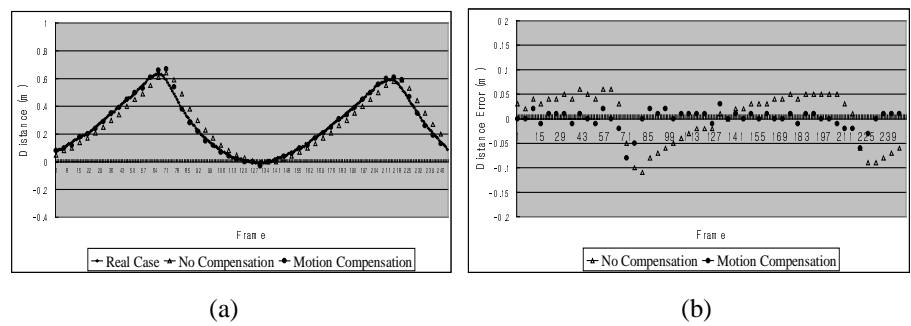 1
0.8
0.6
0.4
0.2
0
-0.2
-0.4
Distance (m)
Frame
Real Case No Compensation Motion Compensation
(a)
0.2
0.15
0.1
0.05
0
-0.05
-0.1
-0.15
-0.2
Distance Error (m)
1 15 29 43 57 71 85 99 113 127 141 155 169 183 197 211 225 239
Frame
No Compensation Motion Compensation
(b)